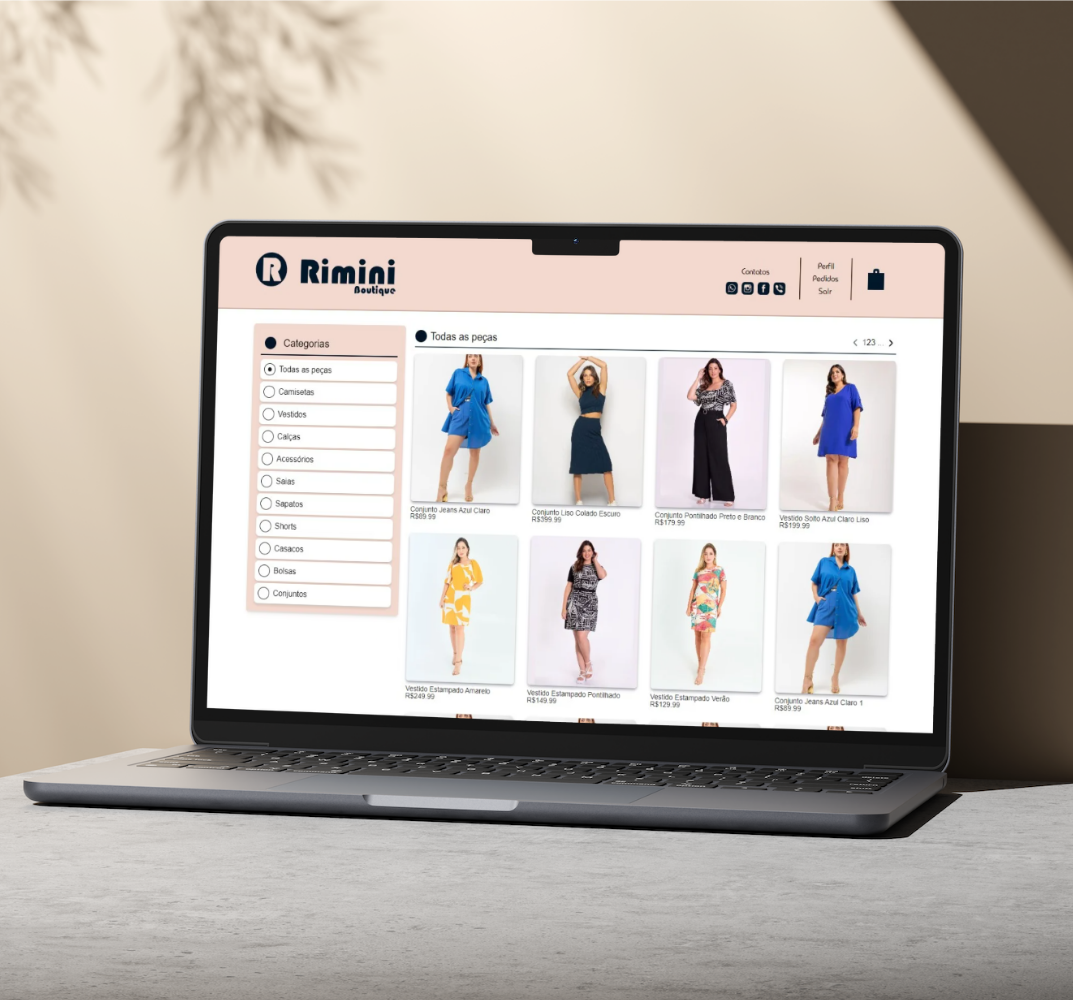 R Rimini
Boutique
Contatos
Perfil
Pedidos
Sair
Categorias
Todas as peças
Camisetas
Vestidos
Calças
Acessórios
Saias
Sapatos
Shorts
Casacos
Bolsas
Conjuntos
Todas as peças
< 123 ... >
Conjunto Jeans Azul Claro
R$89.99
Conjunto Liso Colado Escuro
R$399.99
Conjunto Pontilhado Preto e Branco
R$179.99
Vestido Solto Azul Claro Liso
R$199.99
Vestido Estampado Amarelo
R$249.99
Vestido Estampado Pontilhado
R$149.99
Vestido Estampado Verão
R$129.99
Conjunto Jeans Azul Claro 1
R$89.99